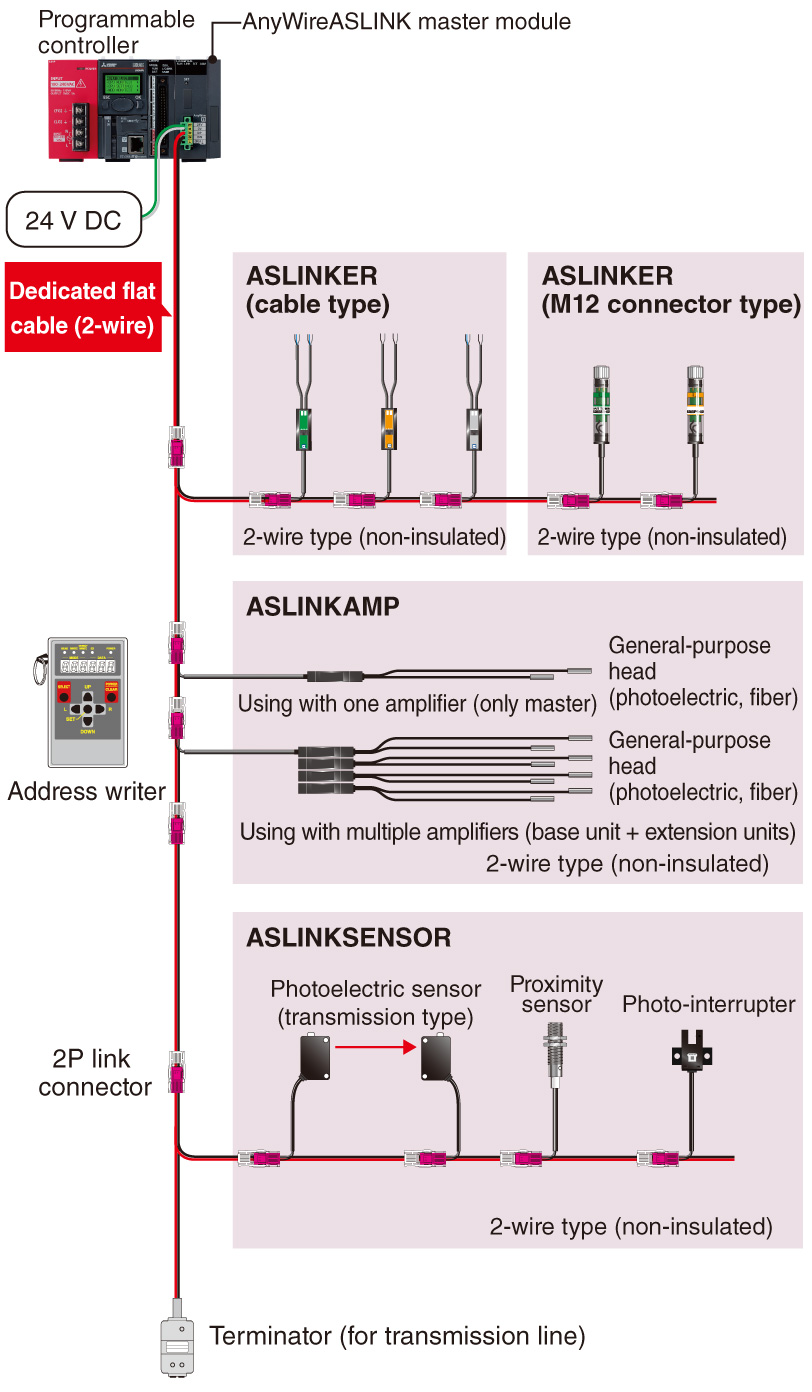 Programmable
controller
AnyWireASLINK master module
24 V DC
Dedicated flat
cable (2-wire)
ASLINKER
(cable type)
2-wire type (non-insulated)
ASLINKER
(M12 connector type)
2-wire type (non-insulated)
ASLINKAMP
General-purpose
head
(photoelectric, fiber)
Using with one amplifier (only master)
General-purpose
head
(photoelectric, fiber)
Using with multiple amplifiers (base unit + extension units)
2-wire type (non-insulated)
SELECT
UP
L
R
SET
DOWN
Address writer
ASLINKSENSOR
Photoelectric sensor
(transmission type)
Proximity
sensor
Photo-interrupter
2-wire type (non-insulated)
2P link
connector
Terminator (for transmission line)